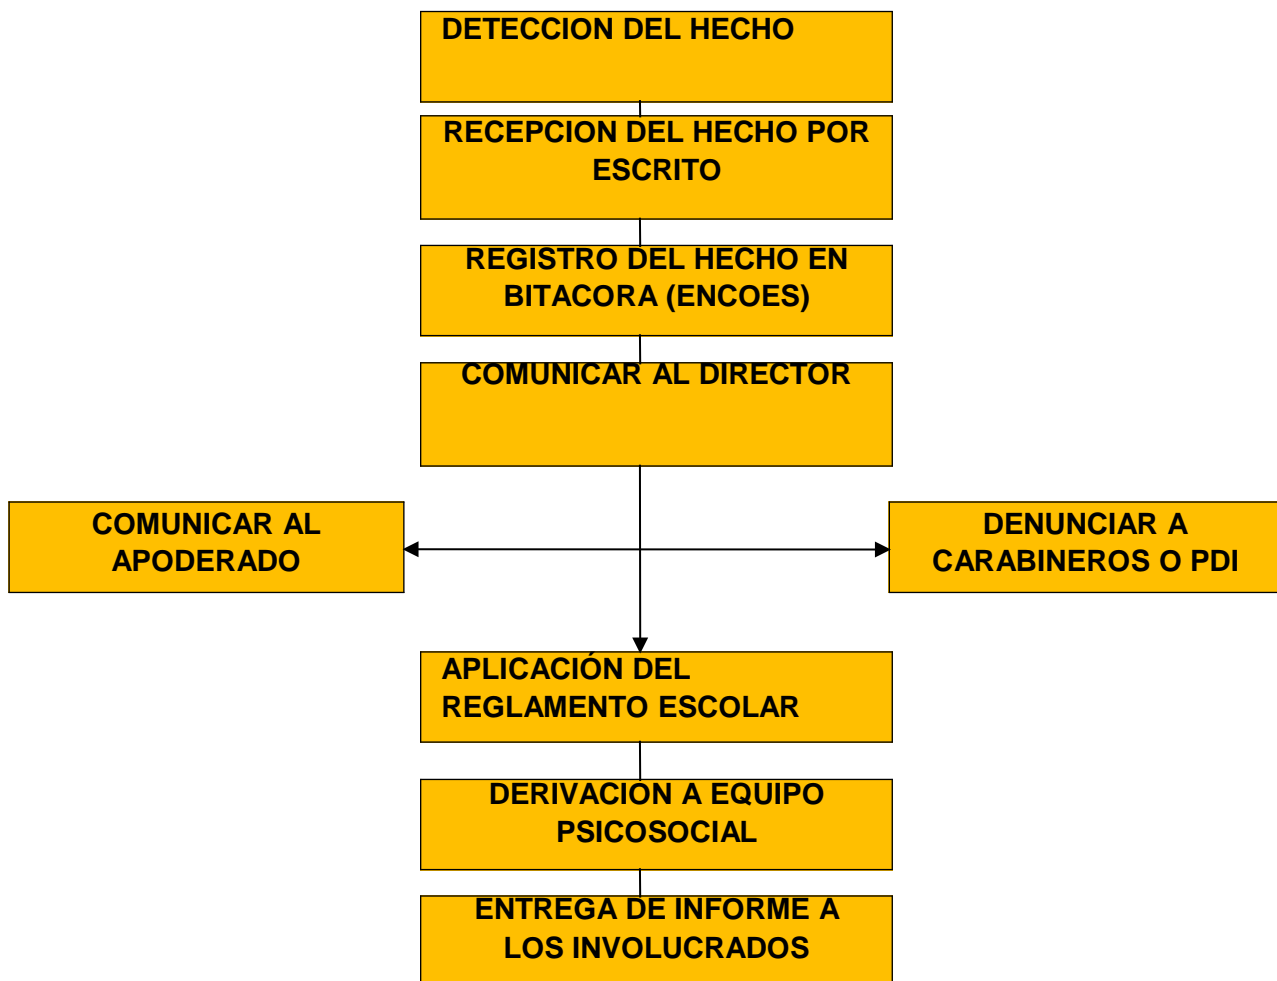 DETECCION DEL HECHO
RECEPCION DEL HECHO POR
ESCRITO
REGISTRO DEL HECHO EN
BITACORA (ENCOES)
COMUNICAR AL DIRECTOR
COMUNICAR AL
APODERADO
DENUNCIAR A
CARABINEROS O PDI
APLICACIÓN DEL
REGLAMENTO ESCOLAR
DERIVACION A EQUIPO
PSICOSOCIAL
ENTREGA DE INFORME A
LOS INVOLUCRADOS